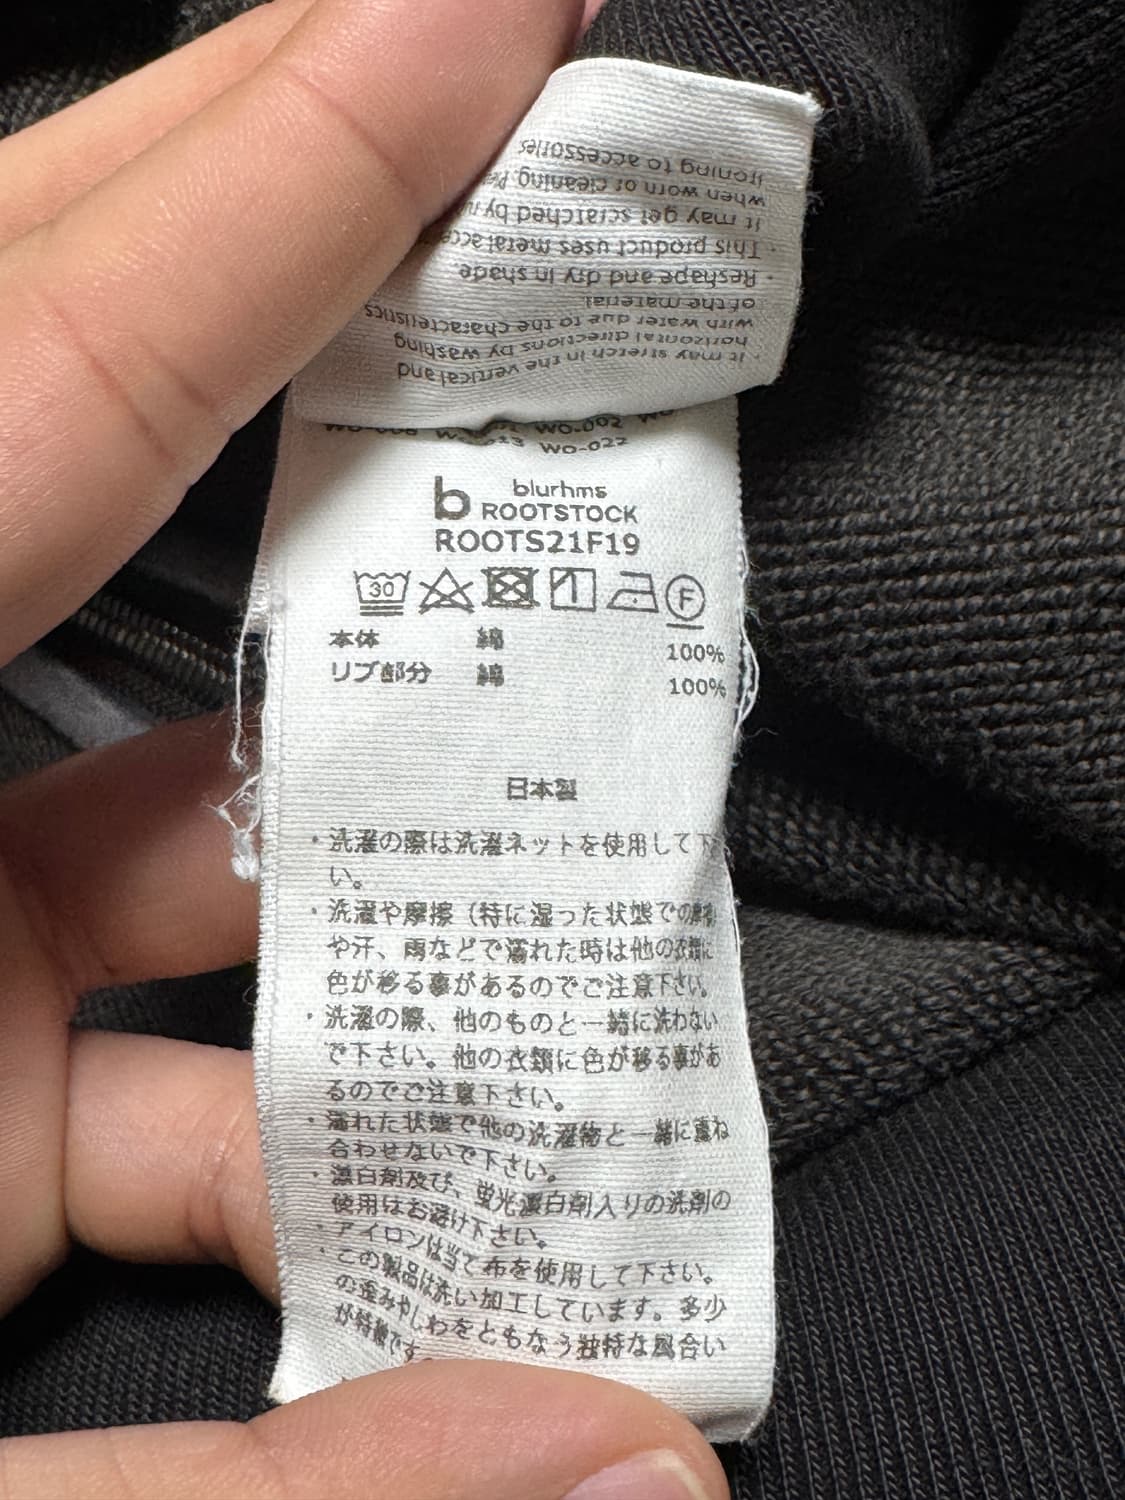 Ironing to accessories
when worn or cleaning
it may get scratched by
· This product uses metal
Reshape and dry in shade
of the material.
with water due to the characteristics
horizontal directions by washing
· It may stretch in the vertical and
WO-002
WO-022
b blurhms
ROOTSTOCK
ROOTS21F19
30 F
本体 綿 100%
リブ部分 綿 100%
日本製
・洗濯の際は洗濯ネットを使用して下
い。
・洗濯や摩擦（特に湿った状態での摩擦）
や汗、雨などで濡れた時は他の衣類に
色が移る事があるのでご注意下さい。
・洗濯の際、他のものと一緒に洗わない
で下さい。他の衣類に色が移る事があ
るのでご注意下さい。
・濡れた状態で他の洗濯物と一緒に重ね
合わせないで下さい。
・漂白剤及び、蛍光漂白剤入りの洗剤の
使用はお避け下さい。
・アイロンは当て布を使用して下さい。
・この製品は洗い加工しています。多少
の歪みやしわをともなう独特な風合い
が特徴です。